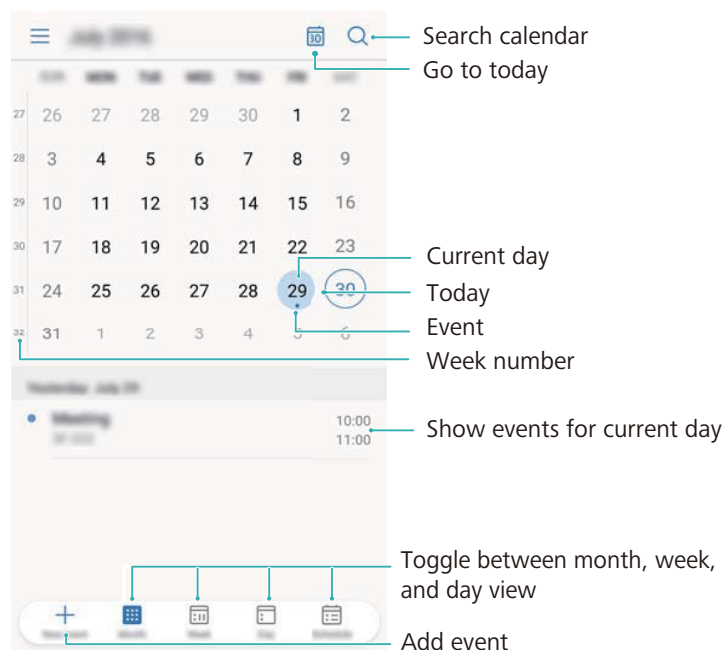 30
Search calendar
Go to today
27 26 27 28 29 30 1 2
28 3 4 5 6 7 8 9
29 10 11 12 13 14 15 16
30 17 18 19 20 21 22 23
Current day
31 24 25 26 27 28 29 30
Today
Event
32 31 1 2 3 4 5 6
Week number
10:00
11:00
Show events for current day
Toggle between month, week,
and day view
Add event